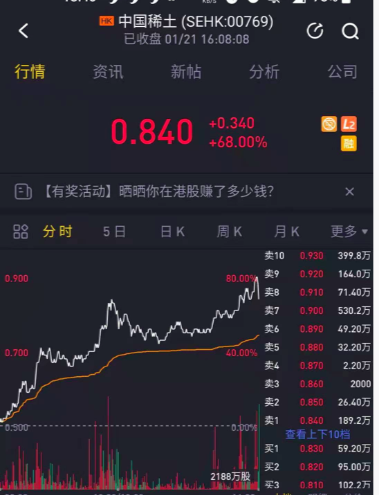 HK 中国稀土 (SEHK:00769)
已收盘 01/21 16:08:08
行情 资讯 新帖 分析 公司
0.840 +0.340
+68.00%
L2
融
【有奖活动】晒晒你在港股赚了多少钱？
分时 5日 日K 周K 月K 更多
卖10 0.930 399.8万
0.900 80.00% 卖9 0.920 164.0万
卖8 0.910 71.40万
卖7 0.900 530.2万
卖6 0.890 49.20万
0.700 40.00% 卖5 0.880 32.20万
卖4 0.870 2.20万
卖3 0.860 2000
卖2 0.850 26.40万
0.00% 卖1 0.840 189.2万
查看上下10档
买1 0.830 59.20万
2188万股 买2 0.820 95.00万
买3 0.810 102.2万